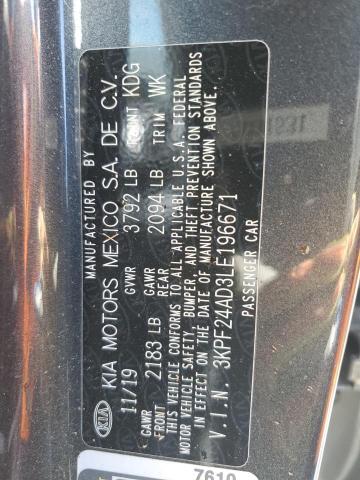 MANUFACTURED BY
KIA KIA MOTORS MEXICO S.A. DE C.V.
11/19 GVWR 3792 LB PAINT KDG
GAWR FRONT 2183 LB GAWR REAR 2094 LB TRIM WK
THIS VEHICLE CONFORMS TO ALL APPLICABLE U.S.A. FEDERAL
MOTOR VEHICLE SAFETY, BUMPER, AND THEFT PREVENTION STANDARDS
IN EFFECT ON THE DATE OF MANUFACTURE SHOWN ABOVE.
V.I.N. 3KPF24AD3LE196671
PASSENGER CAR
7610